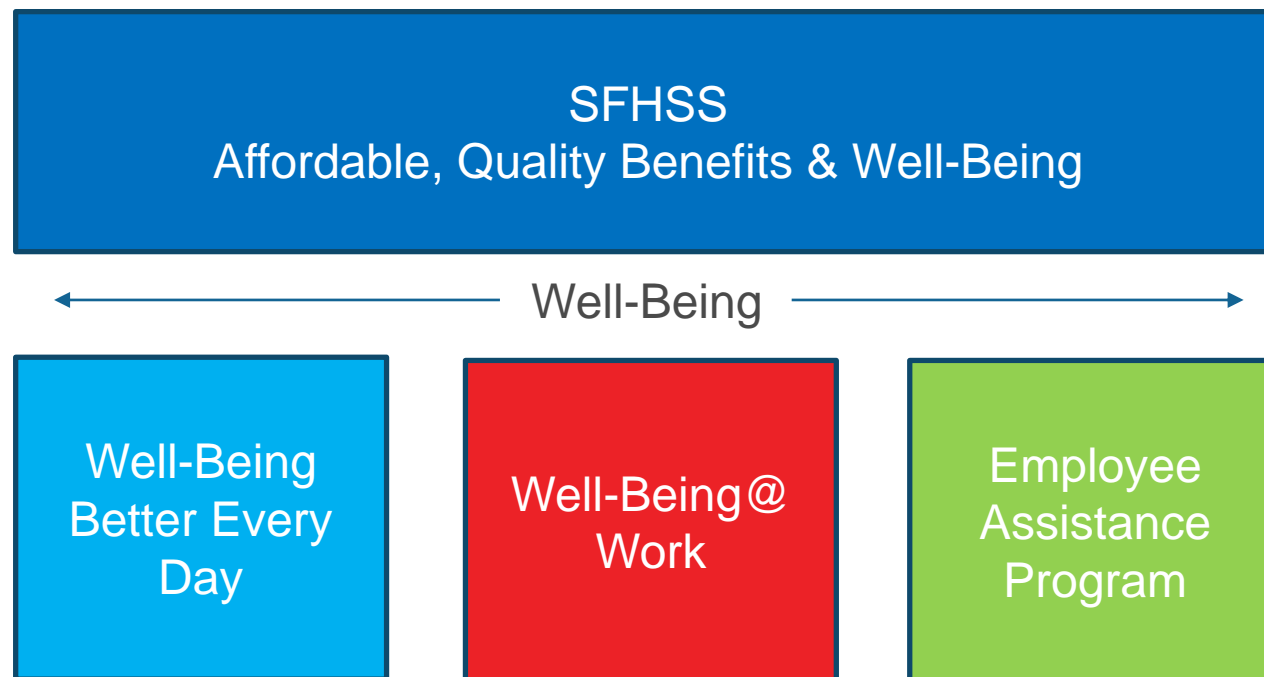 SFHSS
Affordable, Quality Benefits & Well-Being
Well-Being
Well-Being
Better Every
Day
Well-Being@
Work
Employee
Assistance
Program